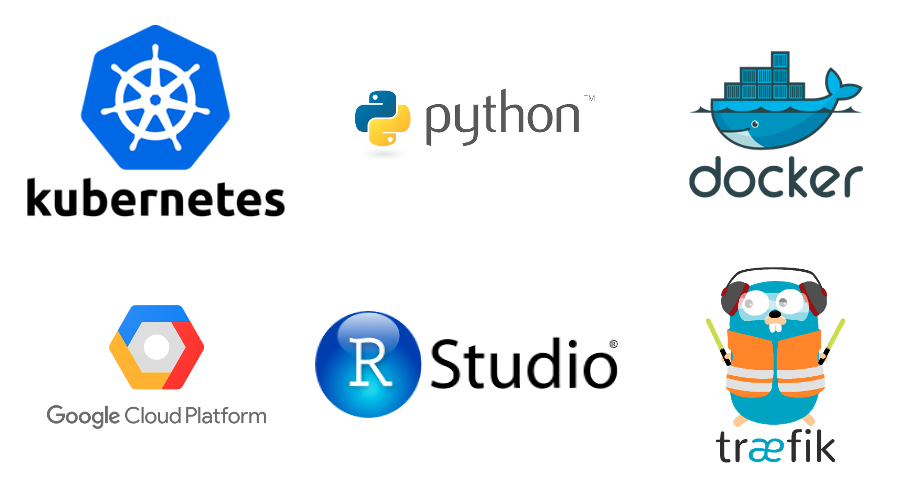 kubernetes
python™
docker
Google Cloud Platform
R Studio®
træfik